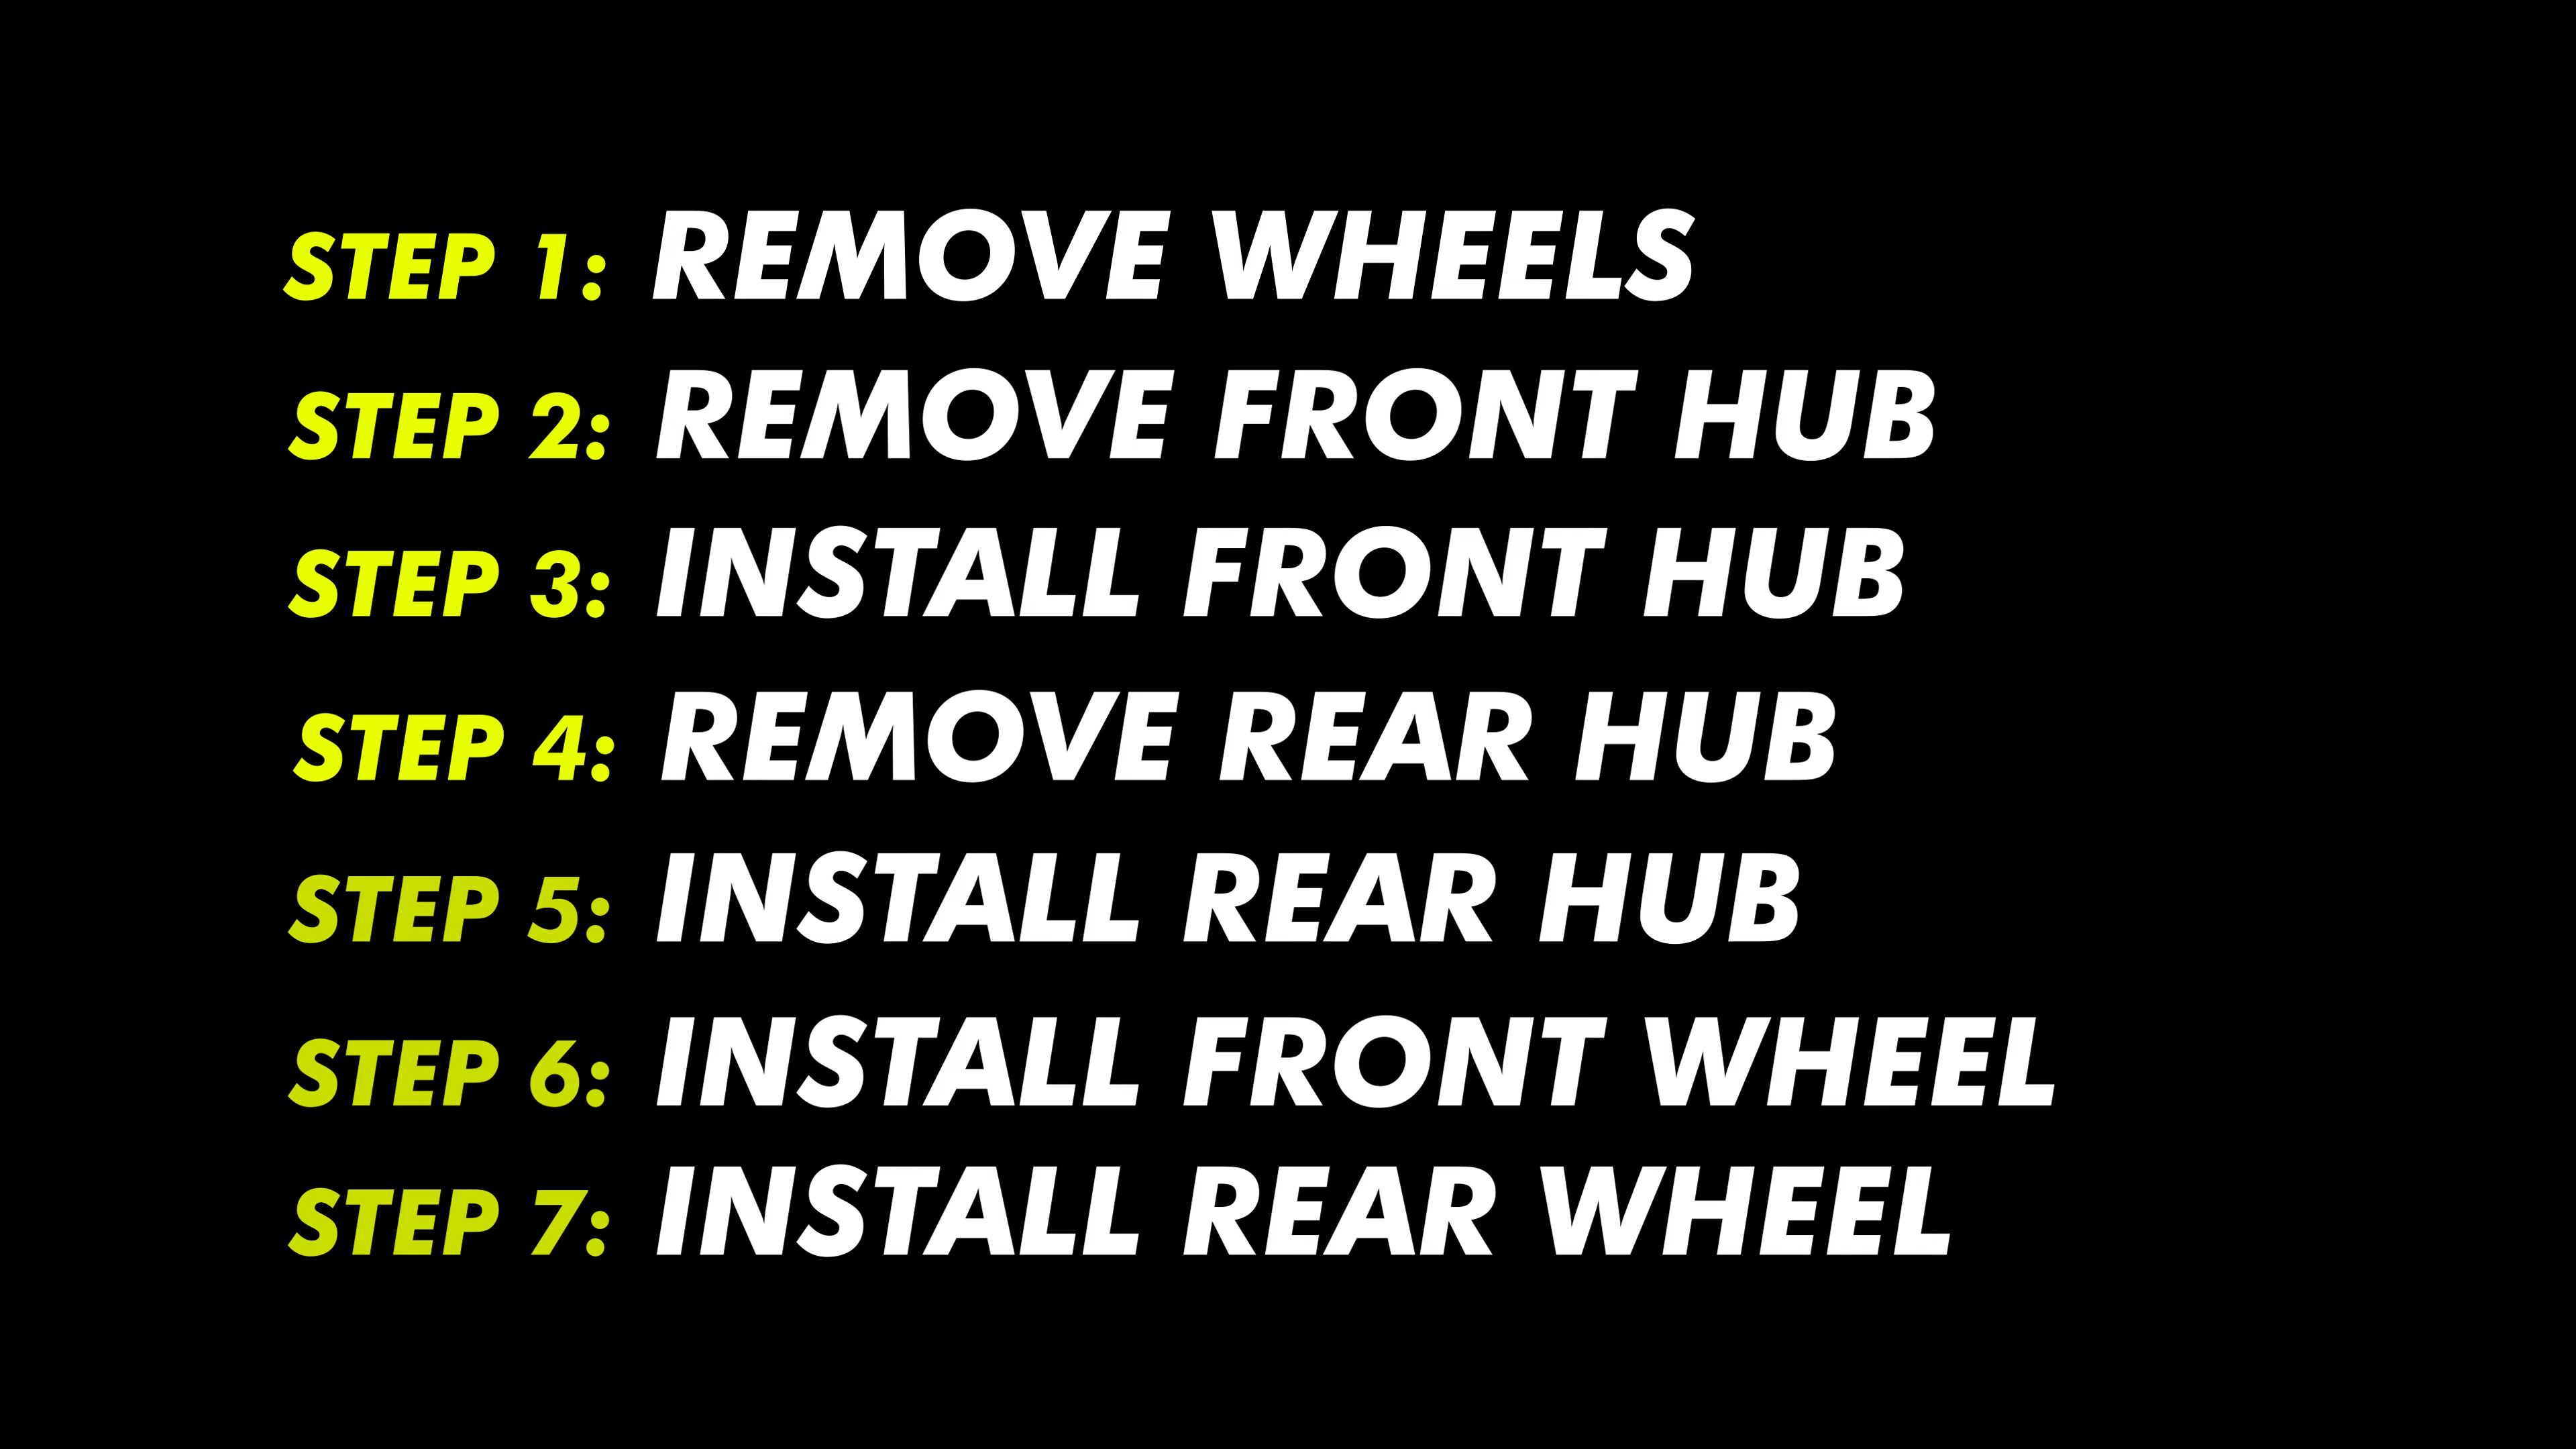 STEP 1: REMOVE WHEELS
STEP 2: REMOVE FRONT HUB
STEP 3: INSTALL FRONT HUB
STEP 4: REMOVE REAR HUB
STEP 5: INSTALL REAR HUB
STEP 6: INSTALL FRONT WHEEL
STEP 7: INSTALL REAR WHEEL